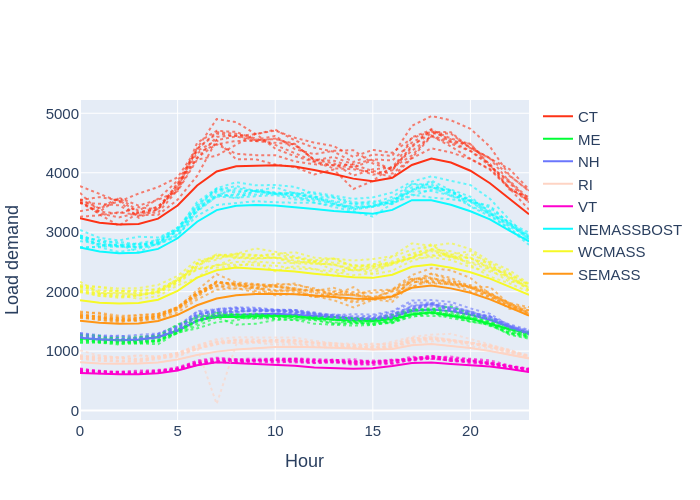 5000
4000
3000
2000
1000
0
0 5 10 15 20
Hour
Load demand
CT
ME
NH
RI
VT
NEMASSBOST
WCMASS
SEMASS